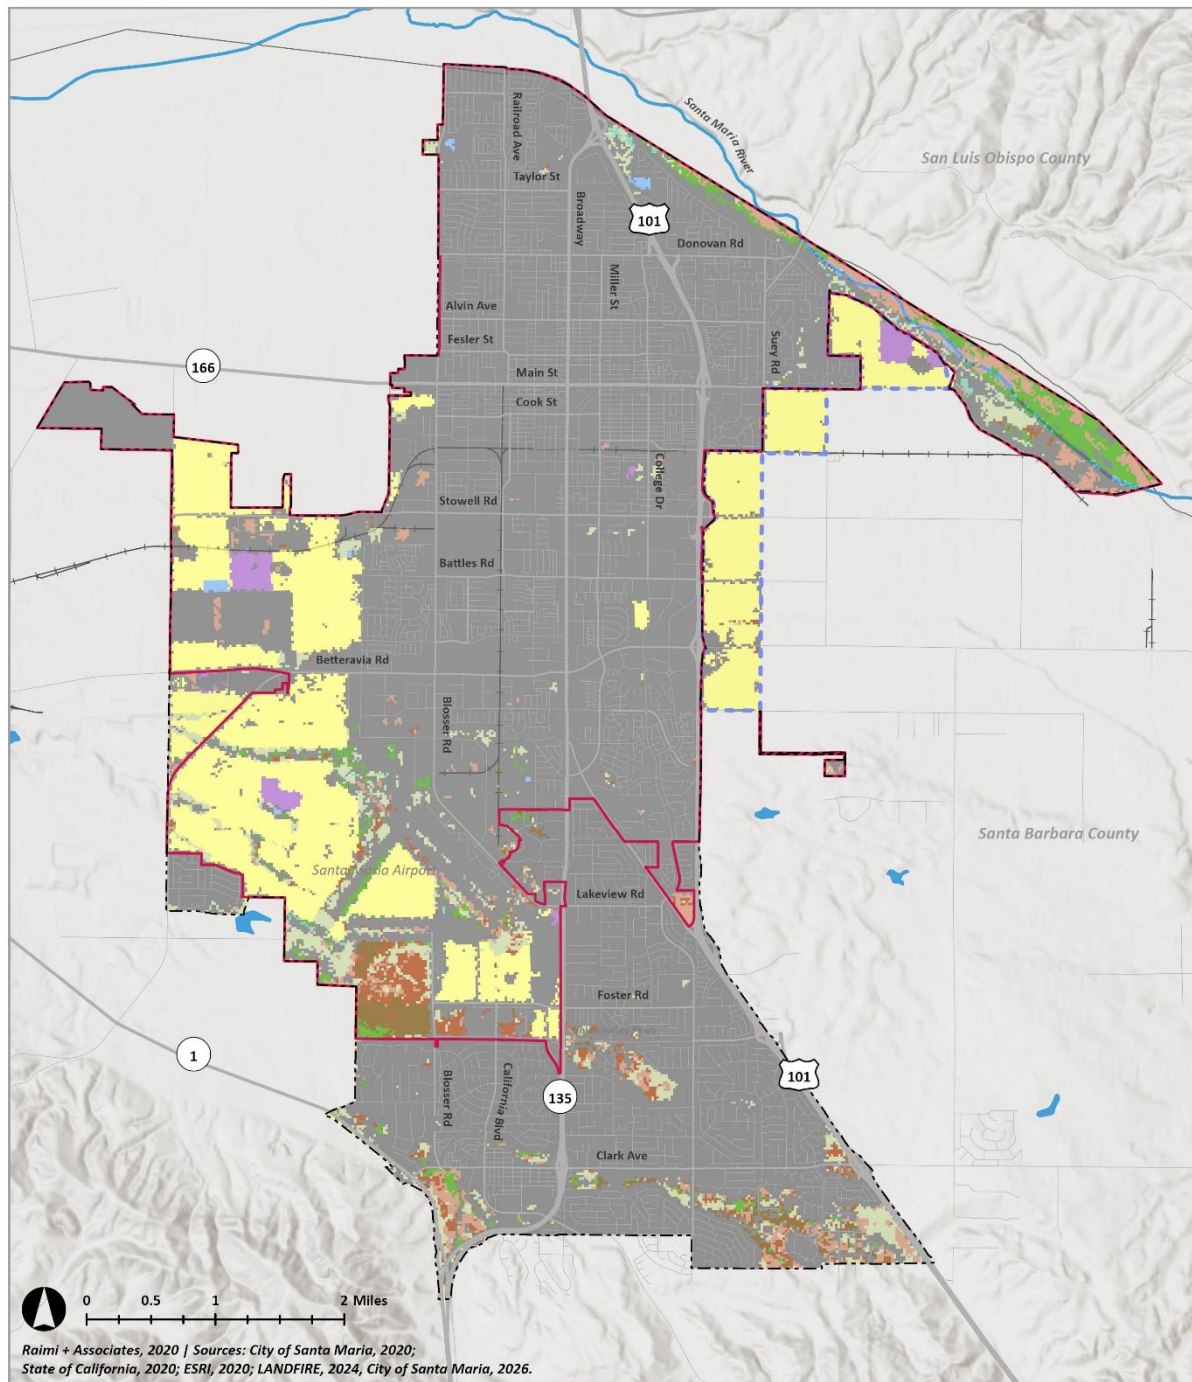 Santa Maria River
San Luis Obispo County
Railroad Ave
Taylor St
Broadway
101
Donovan Rd
Miller St
Alvin Ave
Fesler St
Suey Rd
166
Main St
Cook St
College Dr
Stowell Rd
Battles Rd
Betteravia Rd
Blosser Rd
Santa Barbara County
Santa Maria Airport
Lakeview Rd
Foster Rd
1
101
Blosser Rd
California Blvd
135
Clark Ave
0 0.5 1 2 Miles
Raimi + Associates, 2020 | Sources: City of Santa Maria, 2020;
State of California, 2020; ESRI, 2020; LANDFIRE, 2024, City of Santa Maria, 2026.